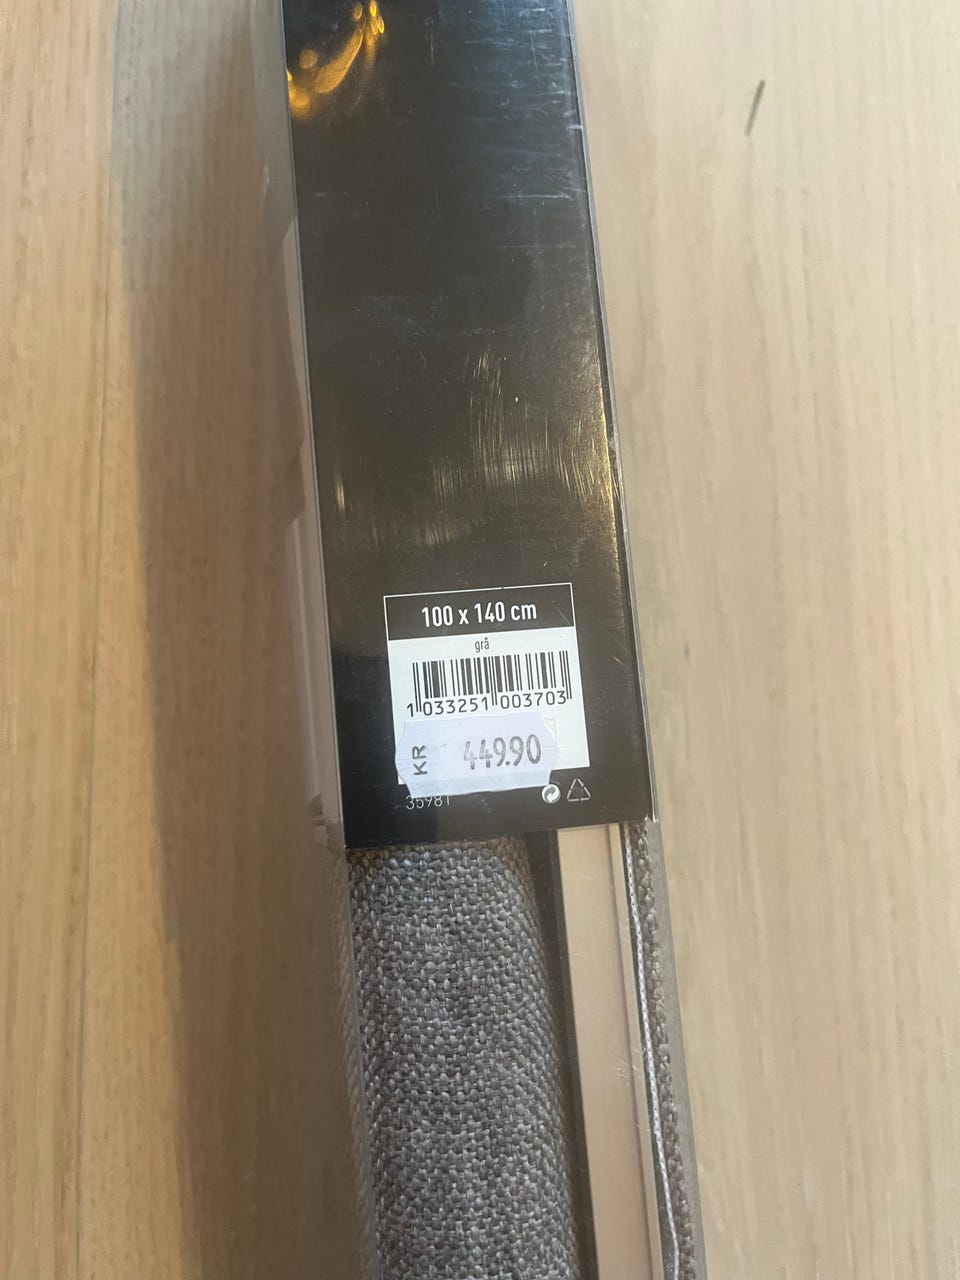 100 x 140 cm
grå
1 033251 003703
KR 449.90
35981